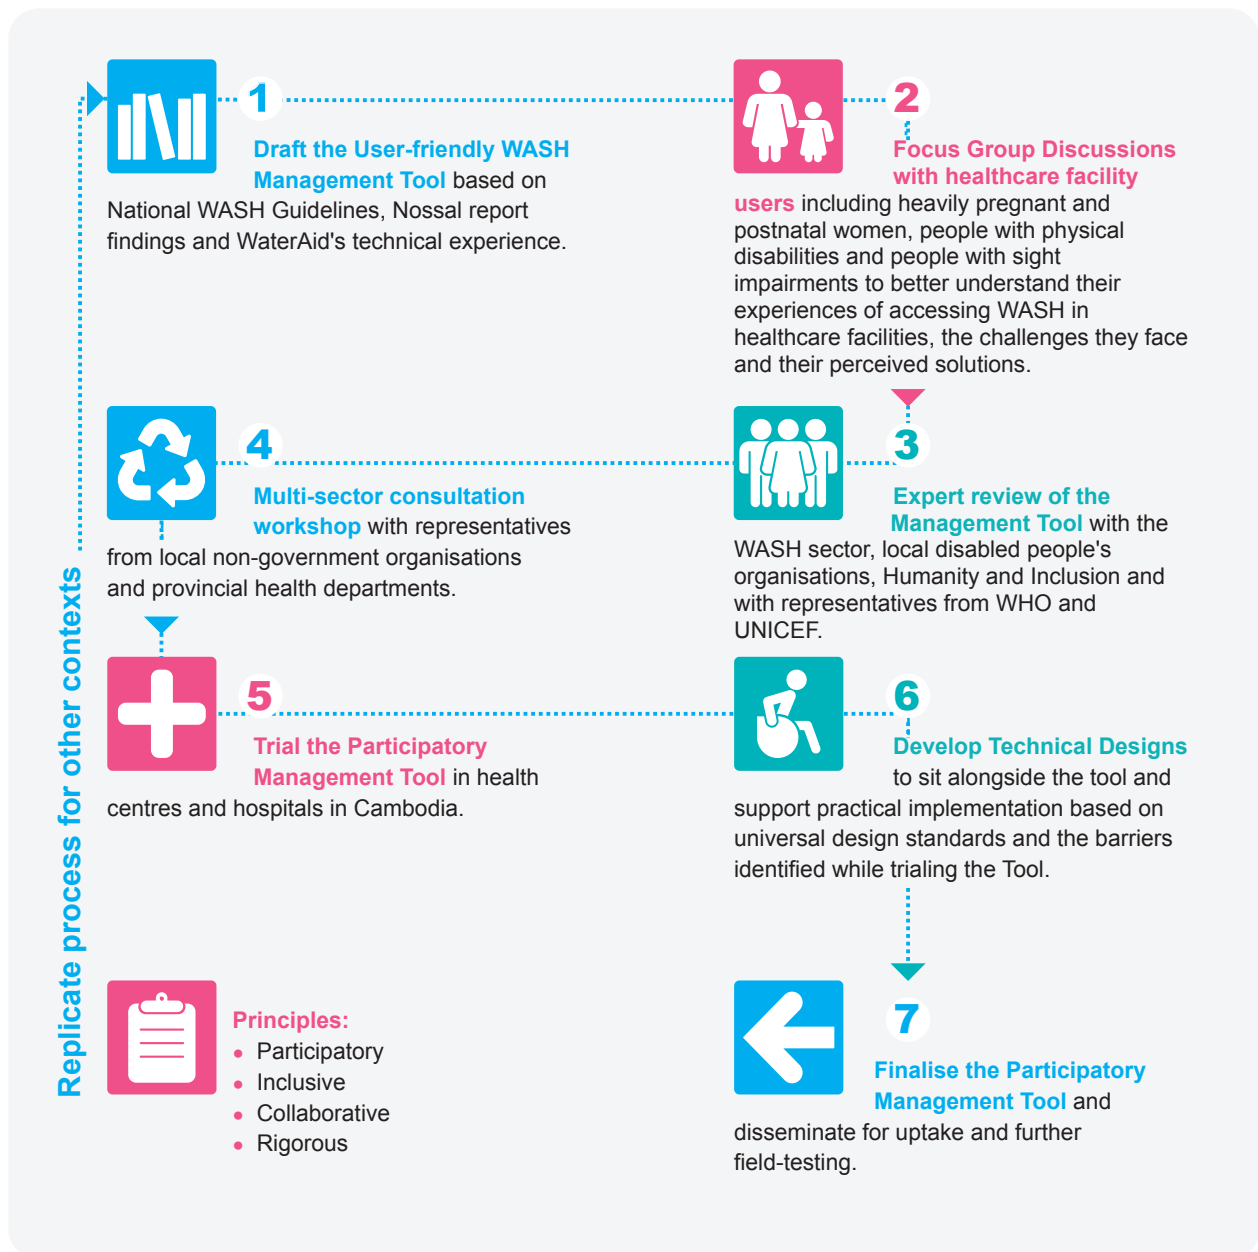 1
Draft the User-friendly WASH
Management Tool based on
National WASH Guidelines, Nossal report
findings and WaterAid's technical experience.
2
Focus Group Discussions
with healthcare facility
users including heavily pregnant and
postnatal women, people with physical
disabilities and people with sight
impairments to better understand their
experiences of accessing WASH in
healthcare facilities, the challenges they face
and their perceived solutions.
3
Expert review of the
Management Tool with the
WASH sector, local disabled people's
organisations, Humanity and Inclusion and
with representatives from WHO and
UNICEF.
4
Multi-sector consultation
workshop with representatives
from local non-government organisations
and provincial health departments.
5
Trial the Participatory
Management Tool in health
centres and hospitals in Cambodia.
6
Develop Technical Designs
to sit alongside the tool and
support practical implementation based on
universal design standards and the barriers
identified while trialing the Tool.
7
Finalise the Participatory
Management Tool and
disseminate for uptake and further
field-testing.
Principles:
• Participatory
• Inclusive
• Collaborative
• Rigorous
Replicate process for other contexts